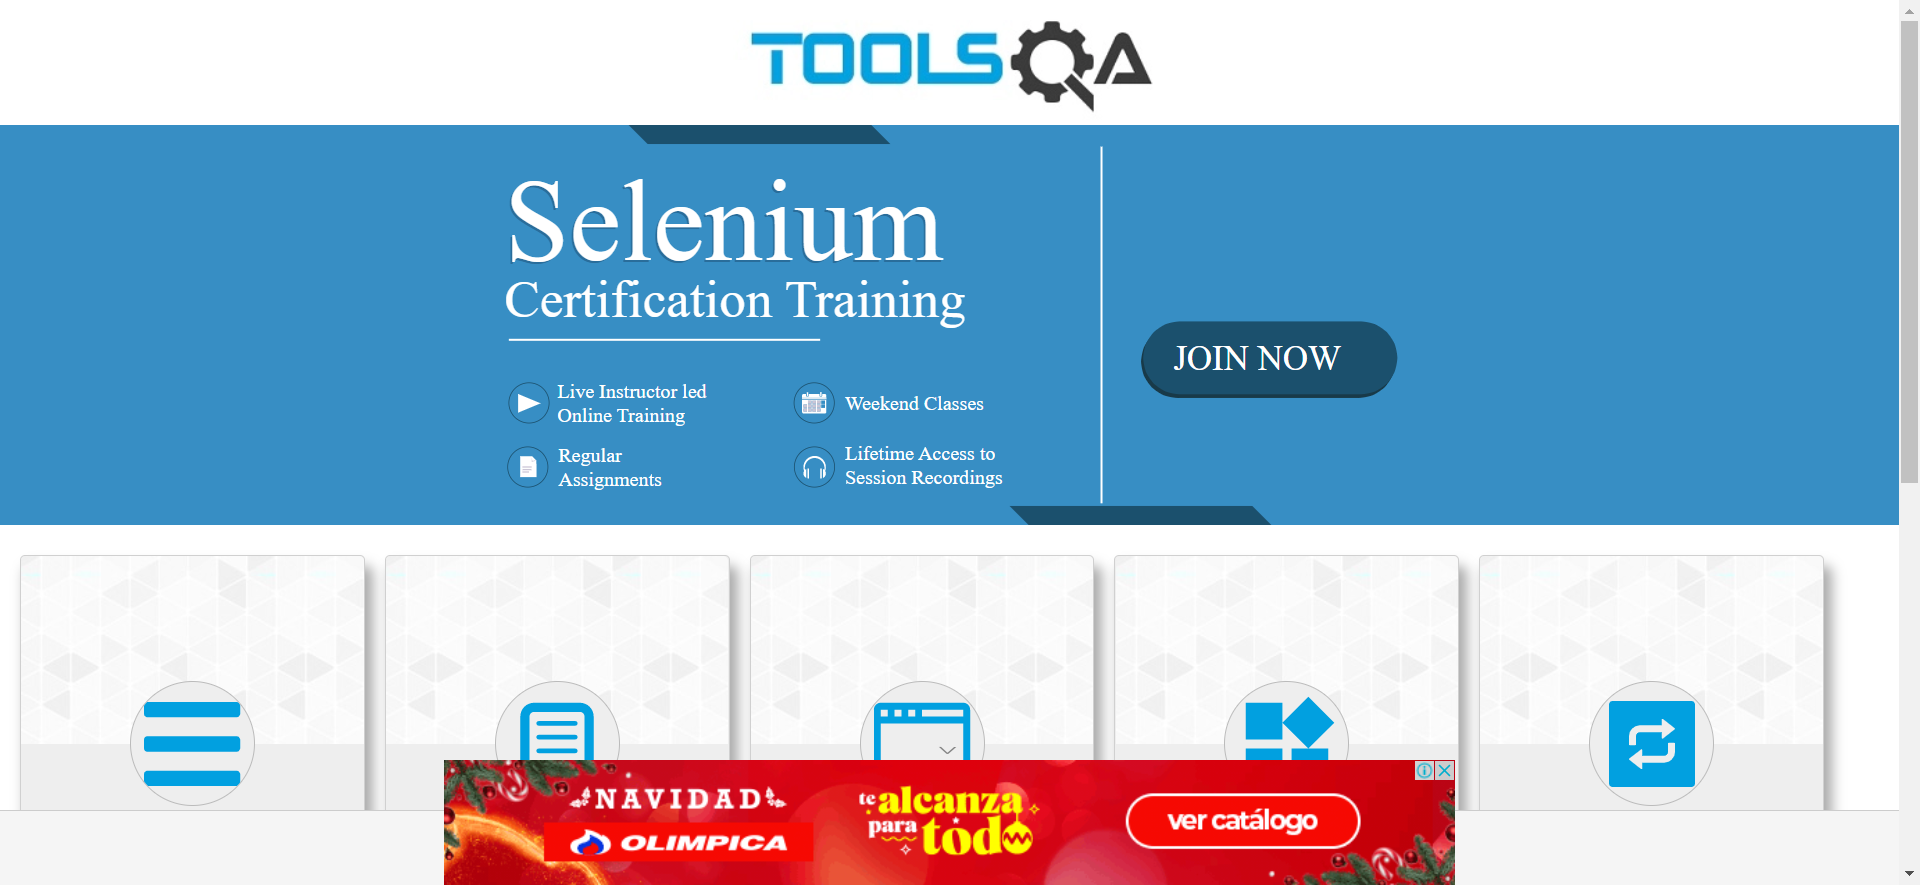 TOOLSQA
Selenium
Certification Training
Live Instructor led
Online Training
Weekend Classes
Regular
Assignments
Lifetime Access to
Session Recordings
JOIN NOW
NAVIDAD
OLIMPICA
te
alcanza
para
todo
ver catálogo